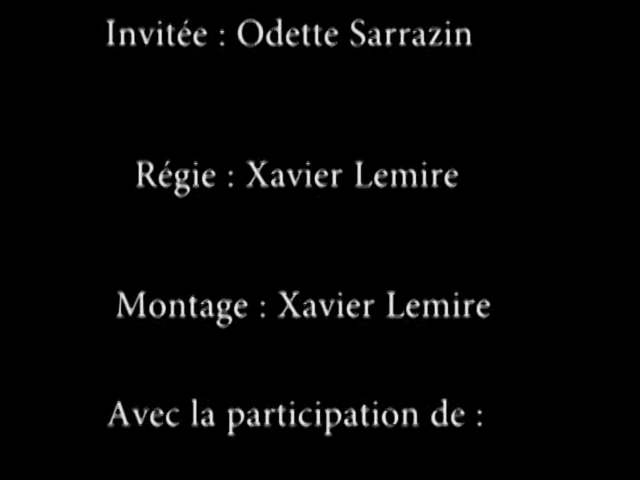 Invitée : Odette Sarrazin
Régie : Xavier Lemire
Montage : Xavier Lemire
Avec la participation de :